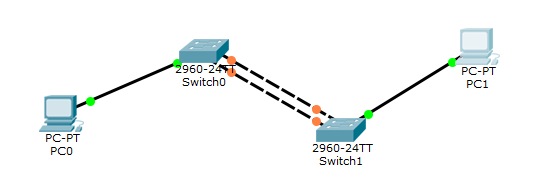 2960-24TT
Switch0
PC-PT
PC1
PC-PT
PC0
2960-24TT
Switch1